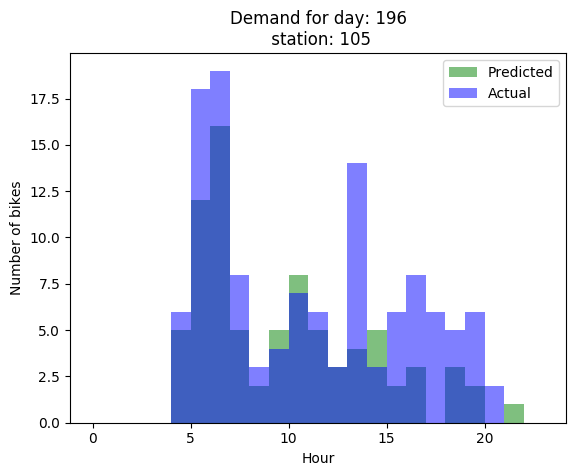 Demand for day: 196
station: 105
Predicted
Actual
17.5
15.0
12.5
10.0
7.5
5.0
2.5
0.0
Number of bikes
0
5
10
15
20
Hour